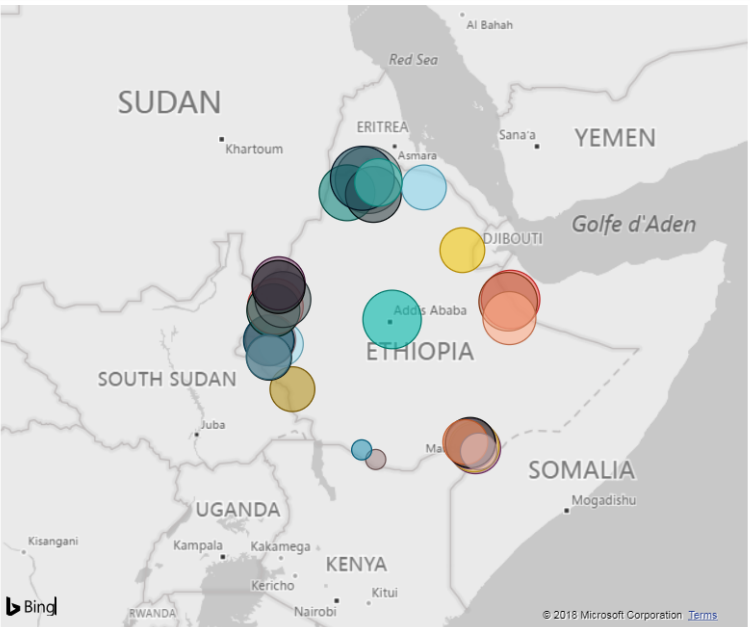 Al Bahah
Red Sea
SUDAN
ERITREA
Sana'a
YEMEN
Khartoum
Asmara
Golfe d'Aden
DJIBOUTI
Addis Ababa
ETHIOPIA
SOUTH SUDAN
Juba
SOMALIA
Mogadishu
UGANDA
Kisangani
Kampala
Kakamega
KENYA
Kericho
Kitui
Nairobi
RWANDA
Bing
© 2018 Microsoft Corporation Terms